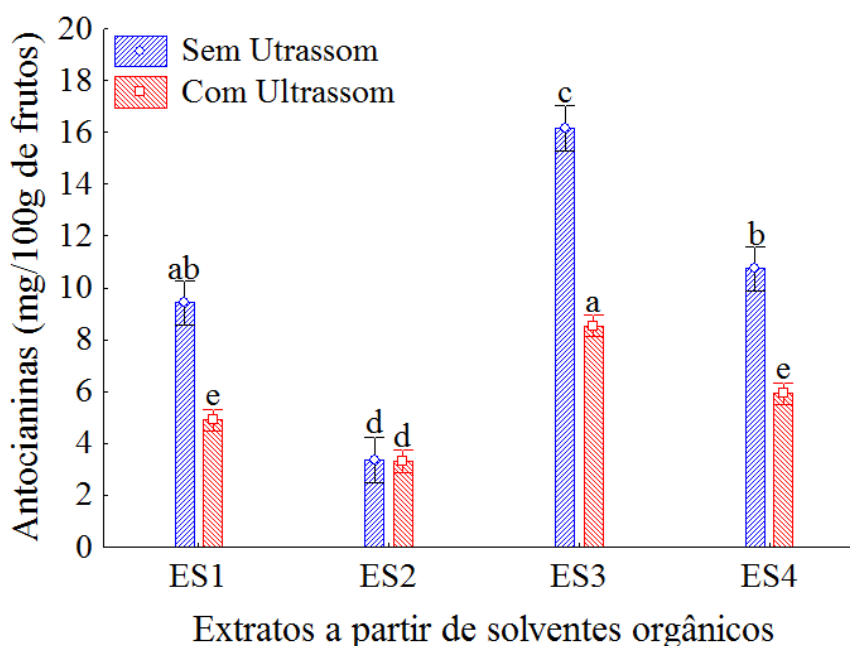 Antocianinas (mg/100g de frutos)
20
18
16
14
12
10
8
6
4
2
0
Sem Utrassom
Com Ultrassom
ab
e
d
d
c
a
b
e
ES1
ES2
ES3
ES4
Extratos a partir de solventes orgânicos